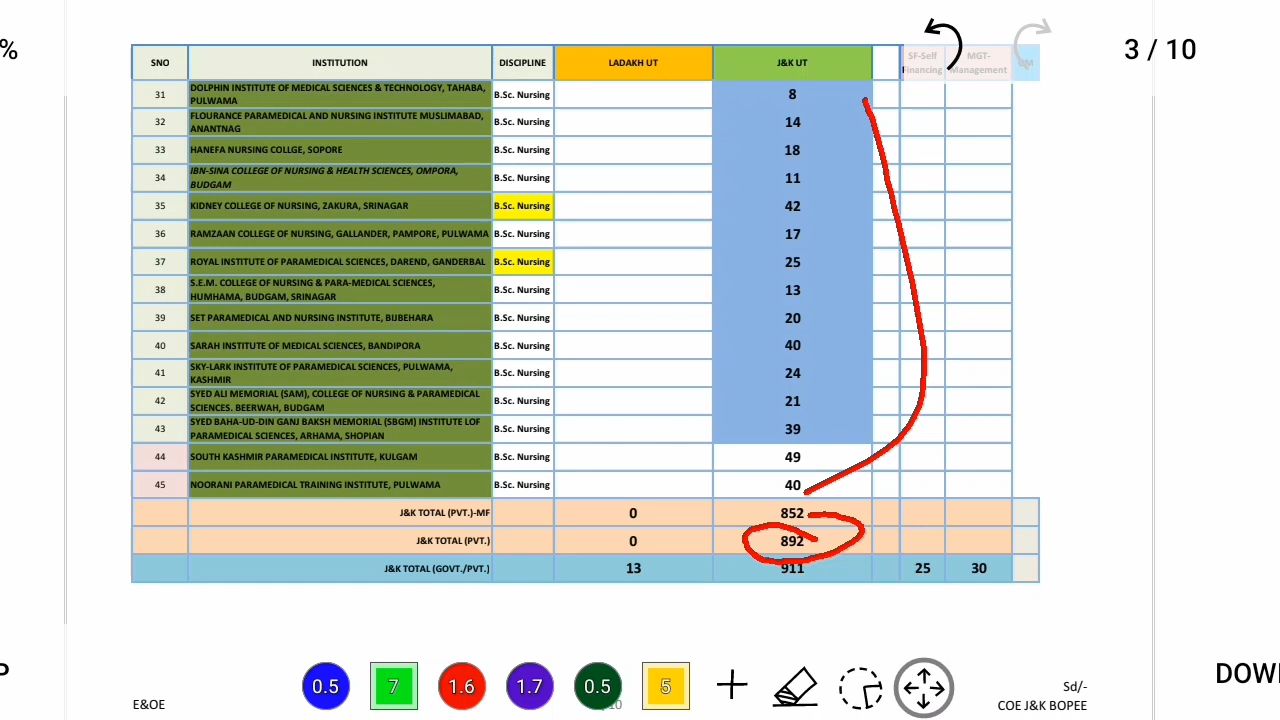 %
3 / 10
SNO INSTITUTION DISCIPLINE LADAKH UT J&K UT SF-Self Financing MGT-Management
31 DOLPHIN INSTITUTE OF MEDICAL SCIENCES & TECHNOLOGY, TAHABA, B.Sc. Nursing 8
PULWAMA
32 FLOURANCE PARAMEDICAL AND NURSING INSTITUTE MUSLIMABAD, B.Sc. Nursing 14
ANANTNAG
33 HANEFA NURSING COLLGE, SOPORE B.Sc. Nursing 18
34 IBN-SINA COLLEGE OF NURSING & HEALTH SCIENCES, OMPORA, B.Sc. Nursing 11
BUDGAM
35 KIDNEY COLLEGE OF NURSING, ZAKURA, SRINAGAR B.Sc. Nursing 42
36 RAMZAAN COLLEGE OF NURSING, GALLANDER, PAMPORE, PULWAMA B.Sc. Nursing 17
37 ROYAL INSTITUTE OF PARAMEDICAL SCIENCES, DAREND, GANDERBAL B.Sc. Nursing 25
38 S.E.M. COLLEGE OF NURSING & PARA-MEDICAL SCIENCES, B.Sc. Nursing 13
HUMHAMA, BUDGAM, SRINAGAR
39 SET PARAMEDICAL AND NURSING INSTITUTE, BIJBEHARA B.Sc. Nursing 20
40 SARAH INSTITUTE OF MEDICAL SCIENCES, BANDIPORA B.Sc. Nursing 40
41 SKY-LARK INSTITUTE OF PARAMEDICAL SCIENCES, PULWAMA, B.Sc. Nursing 24
KASHMIR
42 SYED ALI MEMORIAL (SAM), COLLEGE OF NURSING & PARAMEDICAL B.Sc. Nursing 21
SCIENCES. BEERWAH, BUDGAM
43 SYED BAHA-UD-DIN GANJ BAKSH MEMORIAL (SBGM) INSTITUTE LOF B.Sc. Nursing 39
PARAMEDICAL SCIENCES, ARHAMA, SHOPIAN
44 SOUTH KASHMIR PARAMEDICAL INSTITUTE, KULGAM B.Sc. Nursing 49
45 NOORANI PARAMEDICAL TRAINING INSTITUTE, PULWAMA B.Sc. Nursing 40
J&K TOTAL (PVT.)-MF 0 852
J&K TOTAL (PVT.) 0 892
J&K TOTAL (GOVT./PVT.) 13 911 25 30
P DOWN
0.5 7 1.6 1.7 0.5 5
Sd/-
E&OE /10 COE J&K BOPEE